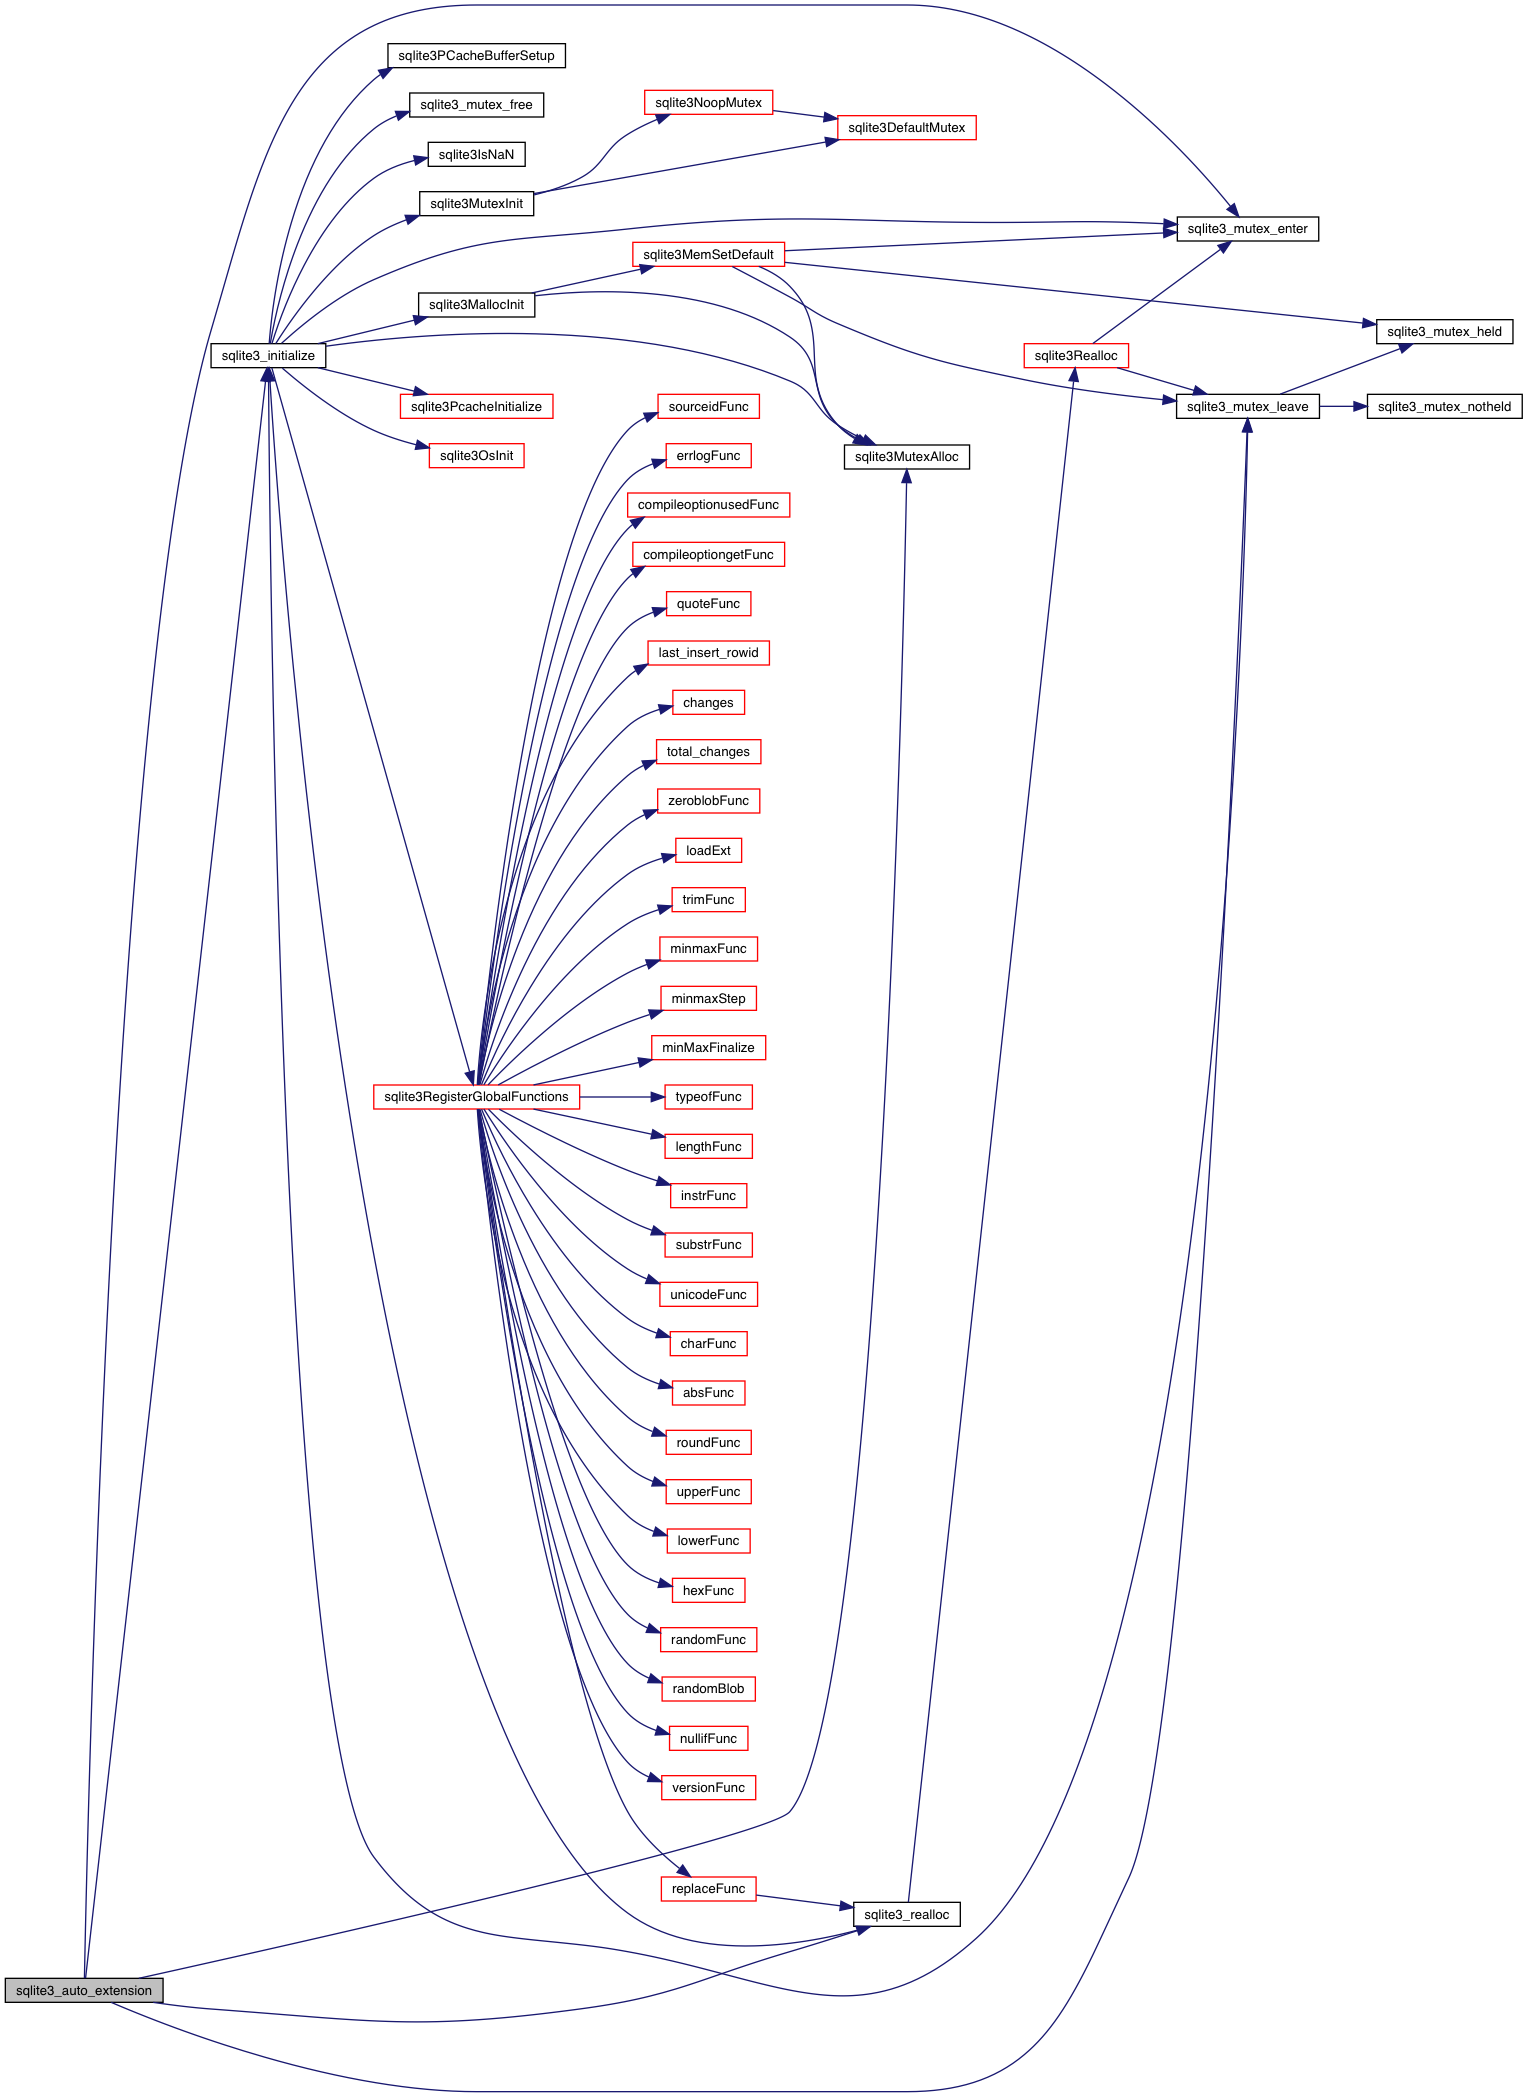 sqlite3PCacheBufferSetup
sqlite3_mutex_free
sqlite3NoopMutex
sqlite3DefaultMutex
sqlite3IsNaN
sqlite3MutexInit
sqlite3_mutex_enter
sqlite3MemSetDefault
sqlite3MallocInit
sqlite3_mutex_held
sqlite3_initialize
sqlite3Realloc
sqlite3PcacheInitialize
sourceidFunc
sqlite3_mutex_leave
sqlite3_mutex_notheld
sqlite3OsInit
errlogFunc
sqlite3MutexAlloc
compileoptionusedFunc
compileoptiongetFunc
quoteFunc
last_insert_rowid
changes
total_changes
zeroblobFunc
loadExt
trimFunc
minmaxFunc
minmaxStep
minMaxFinalize
sqlite3RegisterGlobalFunctions
typeofFunc
lengthFunc
instrFunc
substrFunc
unicodeFunc
charFunc
absFunc
roundFunc
upperFunc
lowerFunc
hexFunc
randomFunc
randomBlob
nullifFunc
versionFunc
replaceFunc
sqlite3_realloc
sqlite3_auto_extension